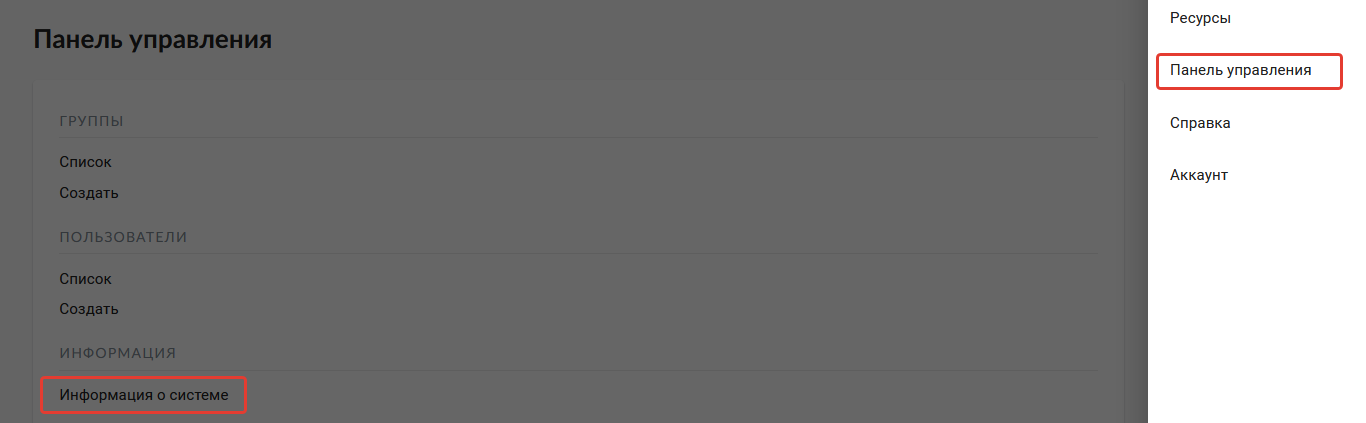 Панель управления
ГРУППЫ
Список
Создать
ПОЛЬЗОВАТЕЛИ
Список
Создать
ИНФОРМАЦИЯ
Информация о системе
Ресурсы
Панель управления
Справка
Аккаунт